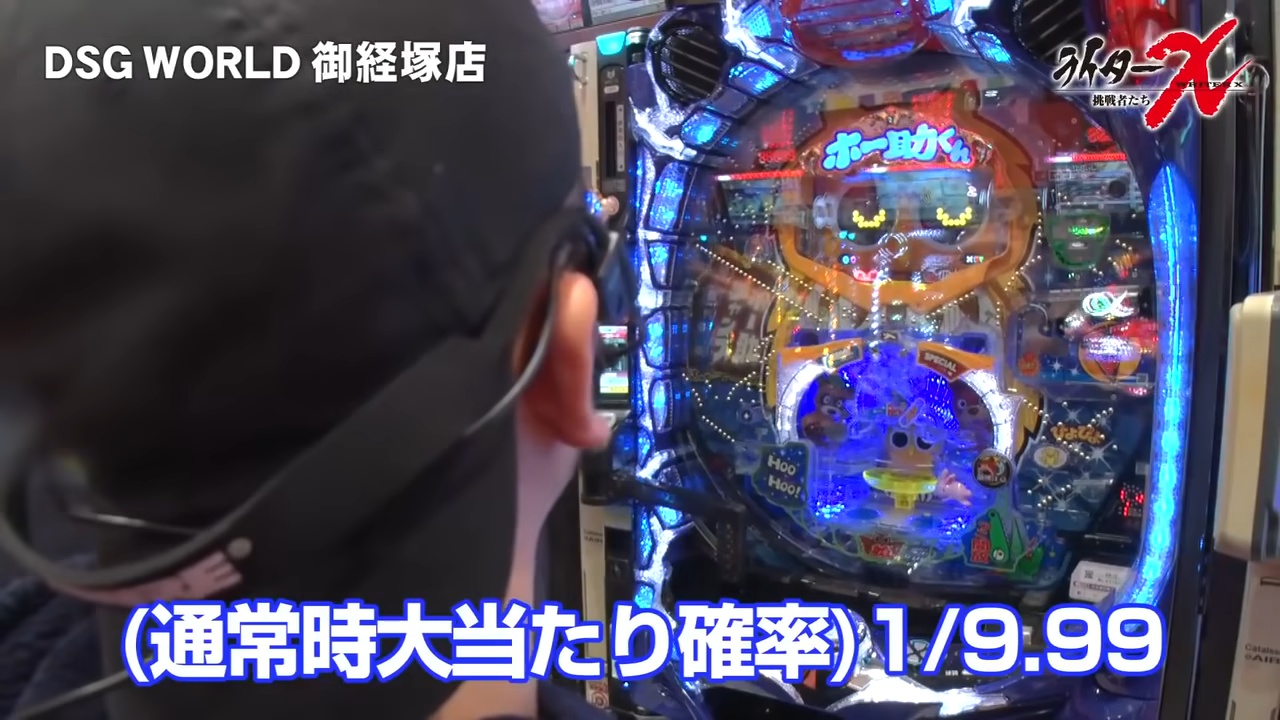 DSG WORLD 御経塚店
ライターX
WRITER X
挑戦者たち
ホー助くん
SPECIAL
HOO
HOO!
(通常時大当たり確率)1/9.99